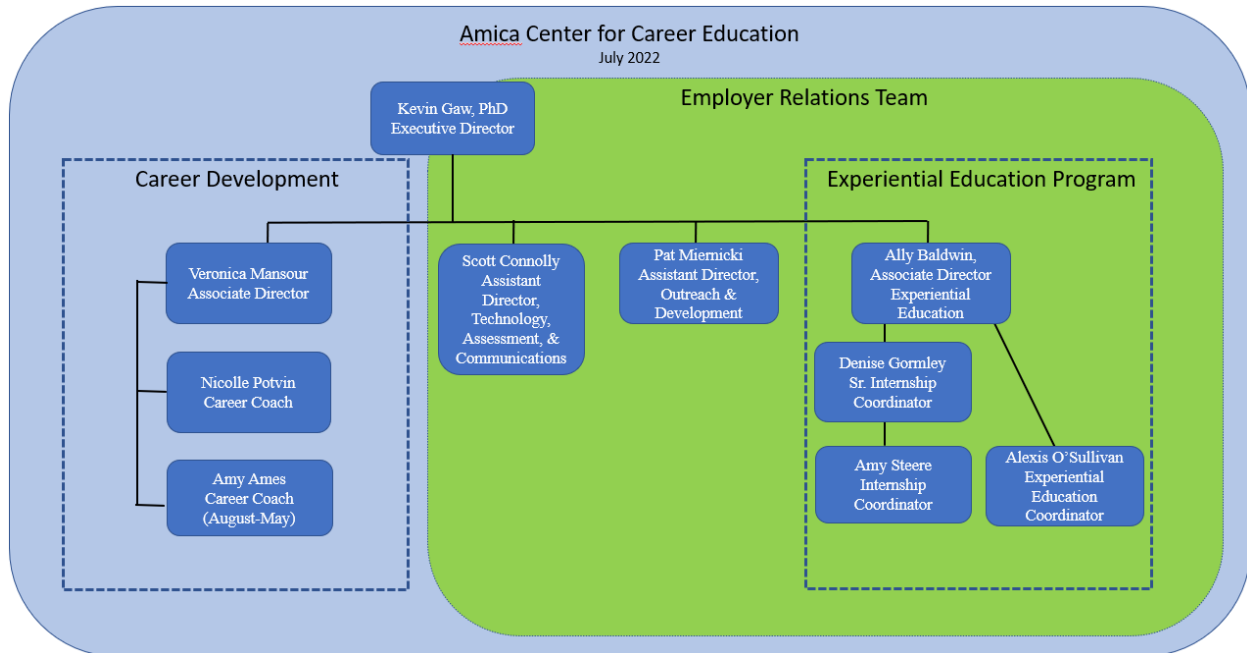 Amica Center for Career Education
July 2022
Kevin Gaw, PhD
Executive Director
Employer Relations Team
Career Development
Experiential Education Program
Veronica Mansour
Associate Director
Scott Connolly
Assistant
Director,
Technology,
Assessment, &
Communications
Pat Miernicki
Assistant Director,
Outreach &
Development
Ally Baldwin,
Associate Director
Experiential
Education
Nicolle Potvin
Career Coach
Denise Gormley
Sr. Internship
Coordinator
Amy Ames
Career Coach
(August-May)
Amy Steere
Internship
Coordinator
Alexis O’Sullivan
Experiential
Education
Coordinator